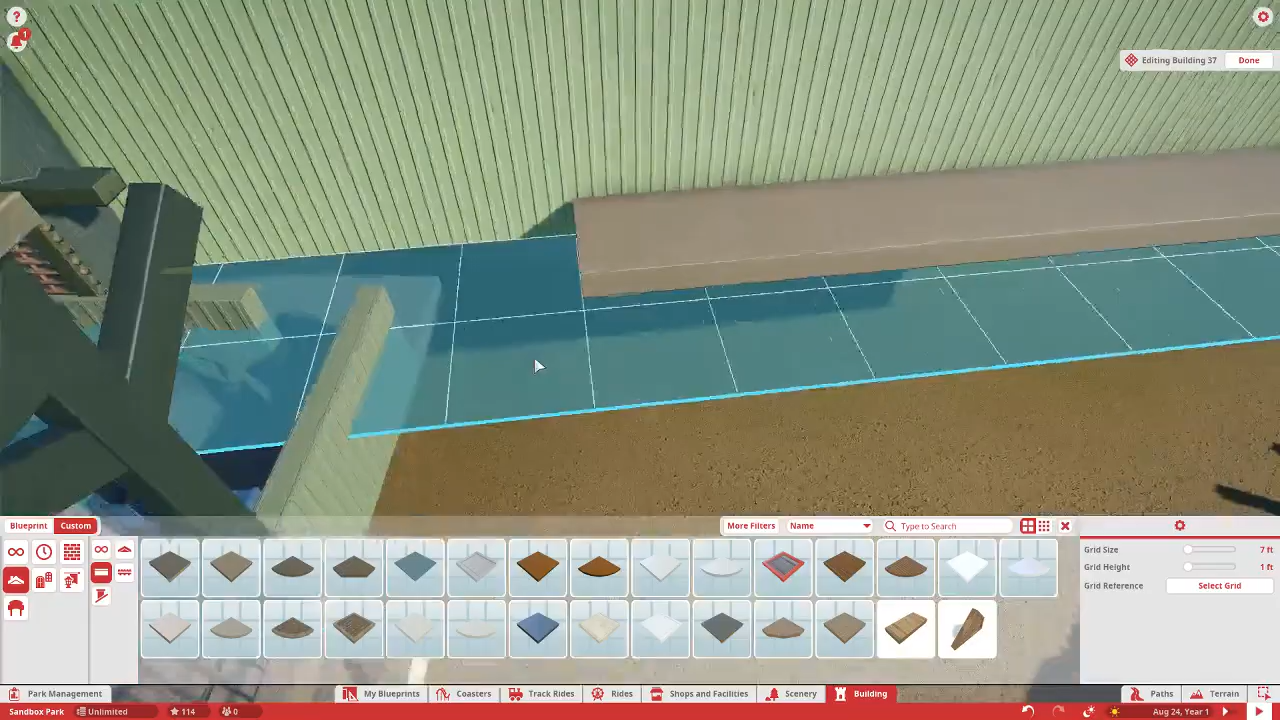 ?
1
Editing Building 37 Done
Blueprint Custom More Filters Name Type to Search
Grid Size 7 ft
Grid Height 1 ft
Grid Reference Select Grid
Park Management My Blueprints Coasters Track Rides Rides Shops and Facilities Scenery Building Paths Terrain
Sandbox Park Unlimited 114 0 Aug 24, Year 1